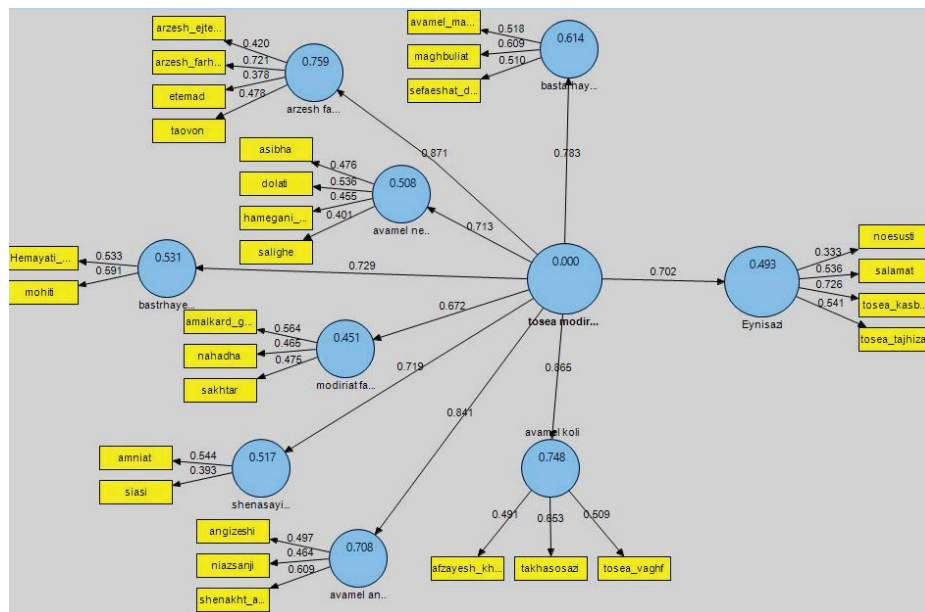 arzesh_ejte...
0.420
arzesh_farh...
0.721
etemad
0.378
taovon
0.478
0.759
arzesh fa...
avamel_ma...
0.518
maghbuliat
0.609
sefaeshat_d...
0.510
0.614
basta hay...
0.783
0.871
asibha
0.476
dolati
0.536
hamegani_...
0.455
salighe
0.401
0.508
avamel ne...
0.713
Hemayati_...
0.533
mohiti
0.591
0.531
bastrhaye...
0.729
0.000
tosea modir...
0.702
0.493
Eynisazi
noesusti
0.333
salamat
0.536
tosea_kasb...
0.726
tosea_tajhiza...
0.541
amalkard_g...
0.564
nahadha
0.465
sakhtar
0.475
0.451
modiriat fa...
0.672
0.719
amniat
0.544
siasi
0.393
0.517
shenasayi...
0.841
0.865
avamel koli
0.748
0.491
0.653
0.509
afzayesh_kh...
takhasosazi
tosea_vaghf
angizeshi
0.497
niazsanji
0.464
shenakht_a...
0.609
0.708
avamel an...